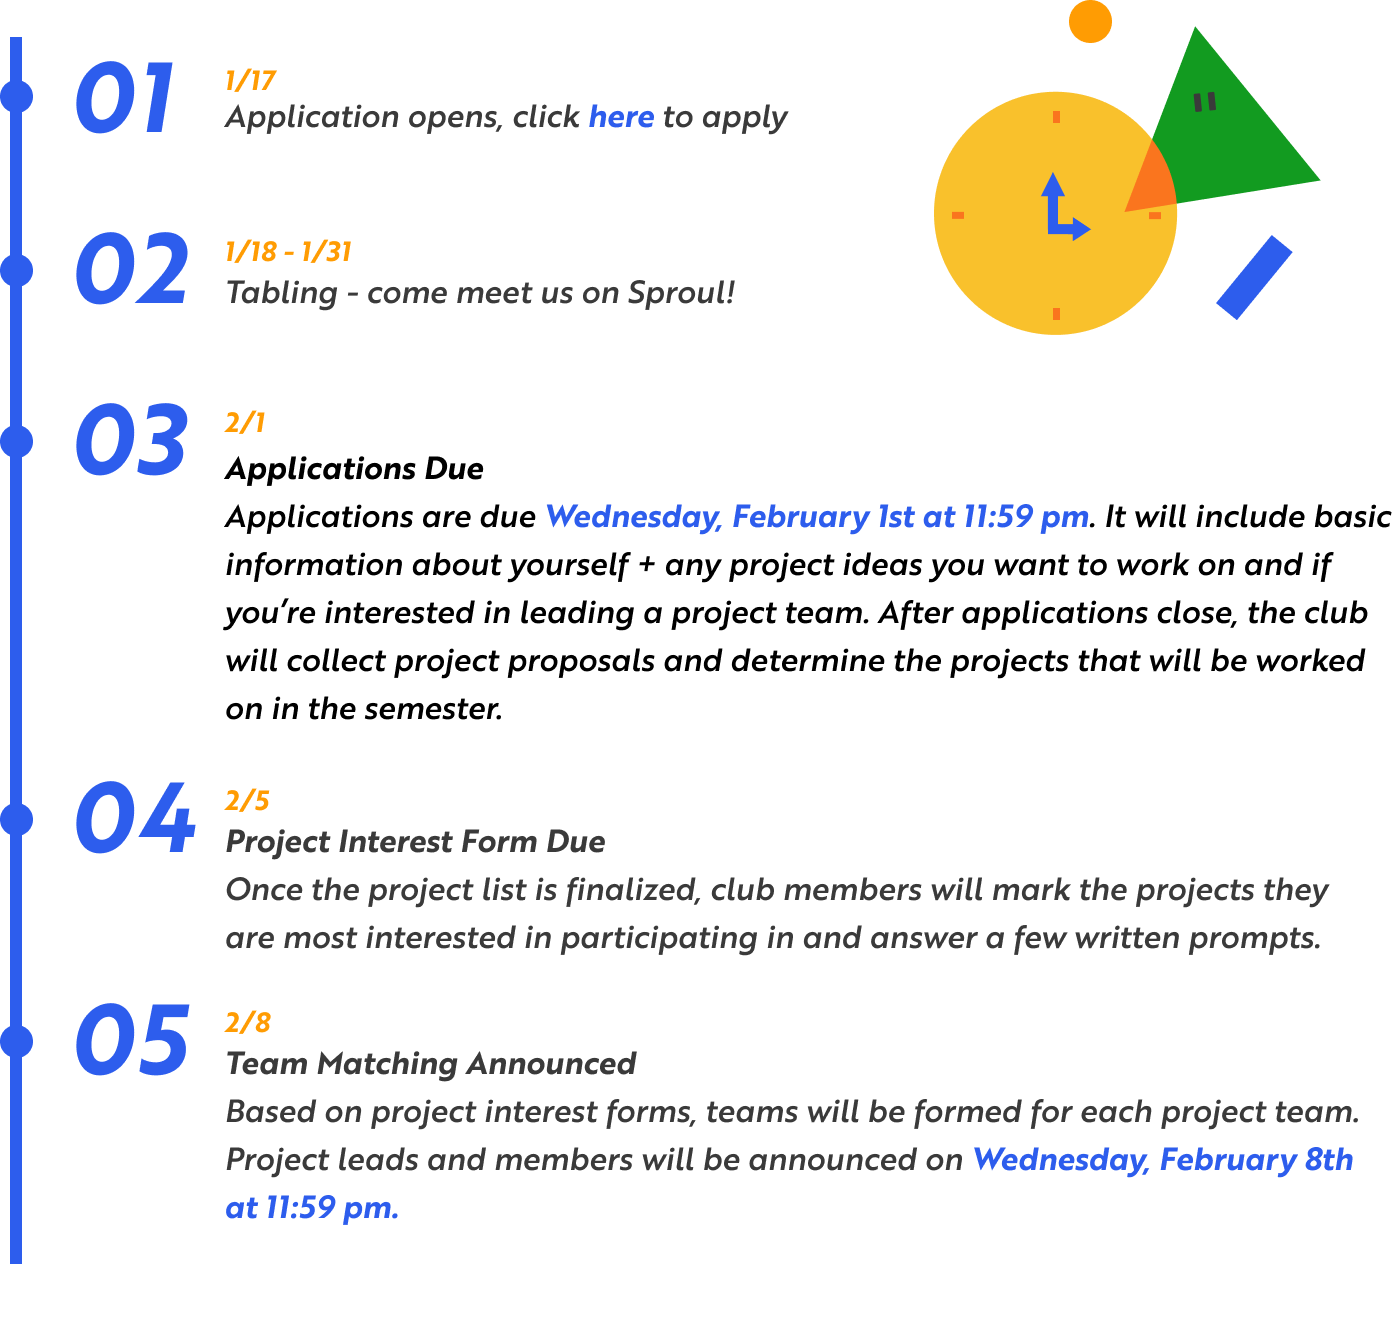 01
1/17
Application opens, click here to apply
02
1/18 - 1/31
Tabling - come meet us on Sproul!
03
2/1
Applications Due
Applications are due Wednesday, February 1st at 11:59 pm. It will include basic
information about yourself + any project ideas you want to work on and if
you’re interested in leading a project team. After applications close, the club
will collect project proposals and determine the projects that will be worked
on in the semester.
04
2/5
Project Interest Form Due
Once the project list is finalized, club members will mark the projects they
are most interested in participating in and answer a few written prompts.
05
2/8
Team Matching Announced
Based on project interest forms, teams will be formed for each project team.
Project leads and members will be announced on Wednesday, February 8th
at 11:59 pm.